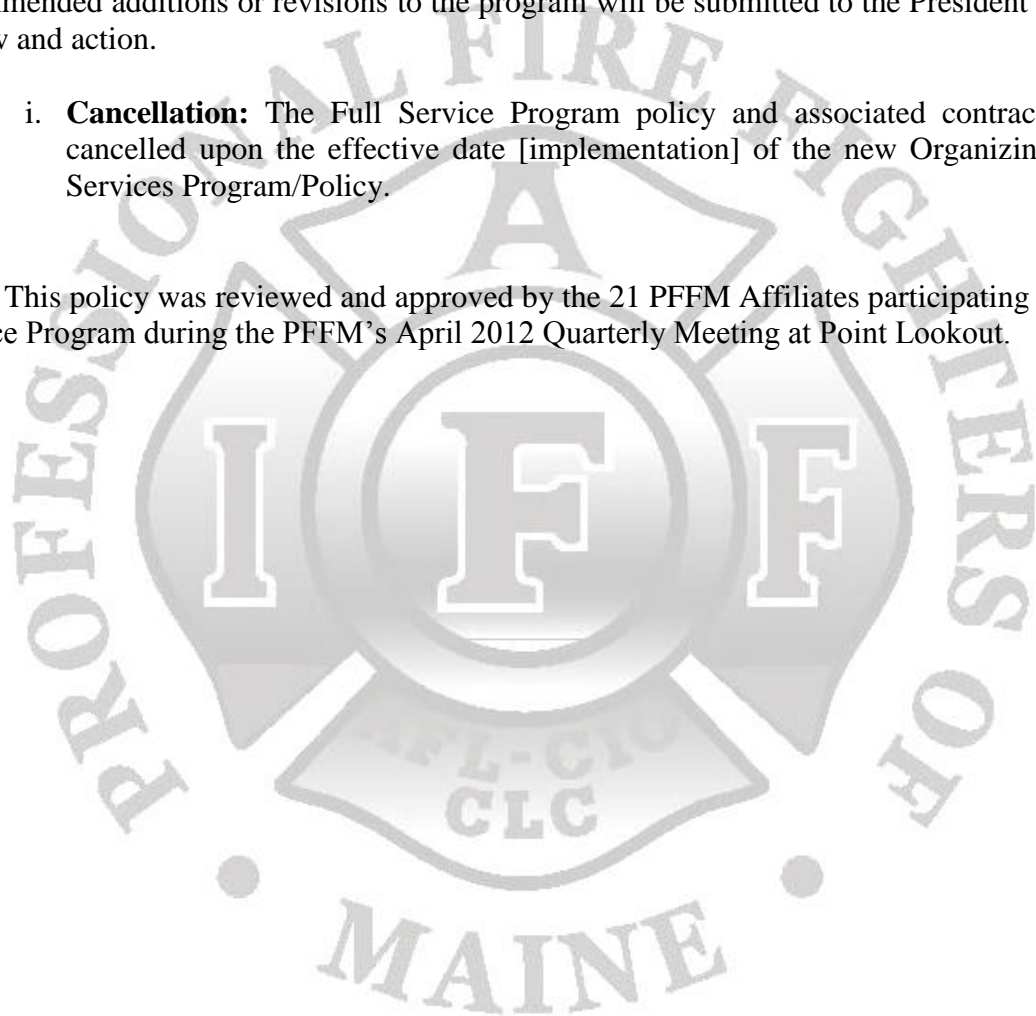 mmended additions or revisions to the program will be submitted to the President
and action.
i. Cancellation: The Full Service Program policy and associated contrac
cancelled upon the effective date [implementation] of the new Organizin
Services Program/Policy.
This policy was reviewed and approved by the 21 PFFM Affiliates participating
ce Program during the PFFM's April 2012 Quarterly Meeting at Point Lookout.
PROFESSIONAL FIRE FIGHTERS OF
A
I F F
AFL-CIO
CLC
MAINE